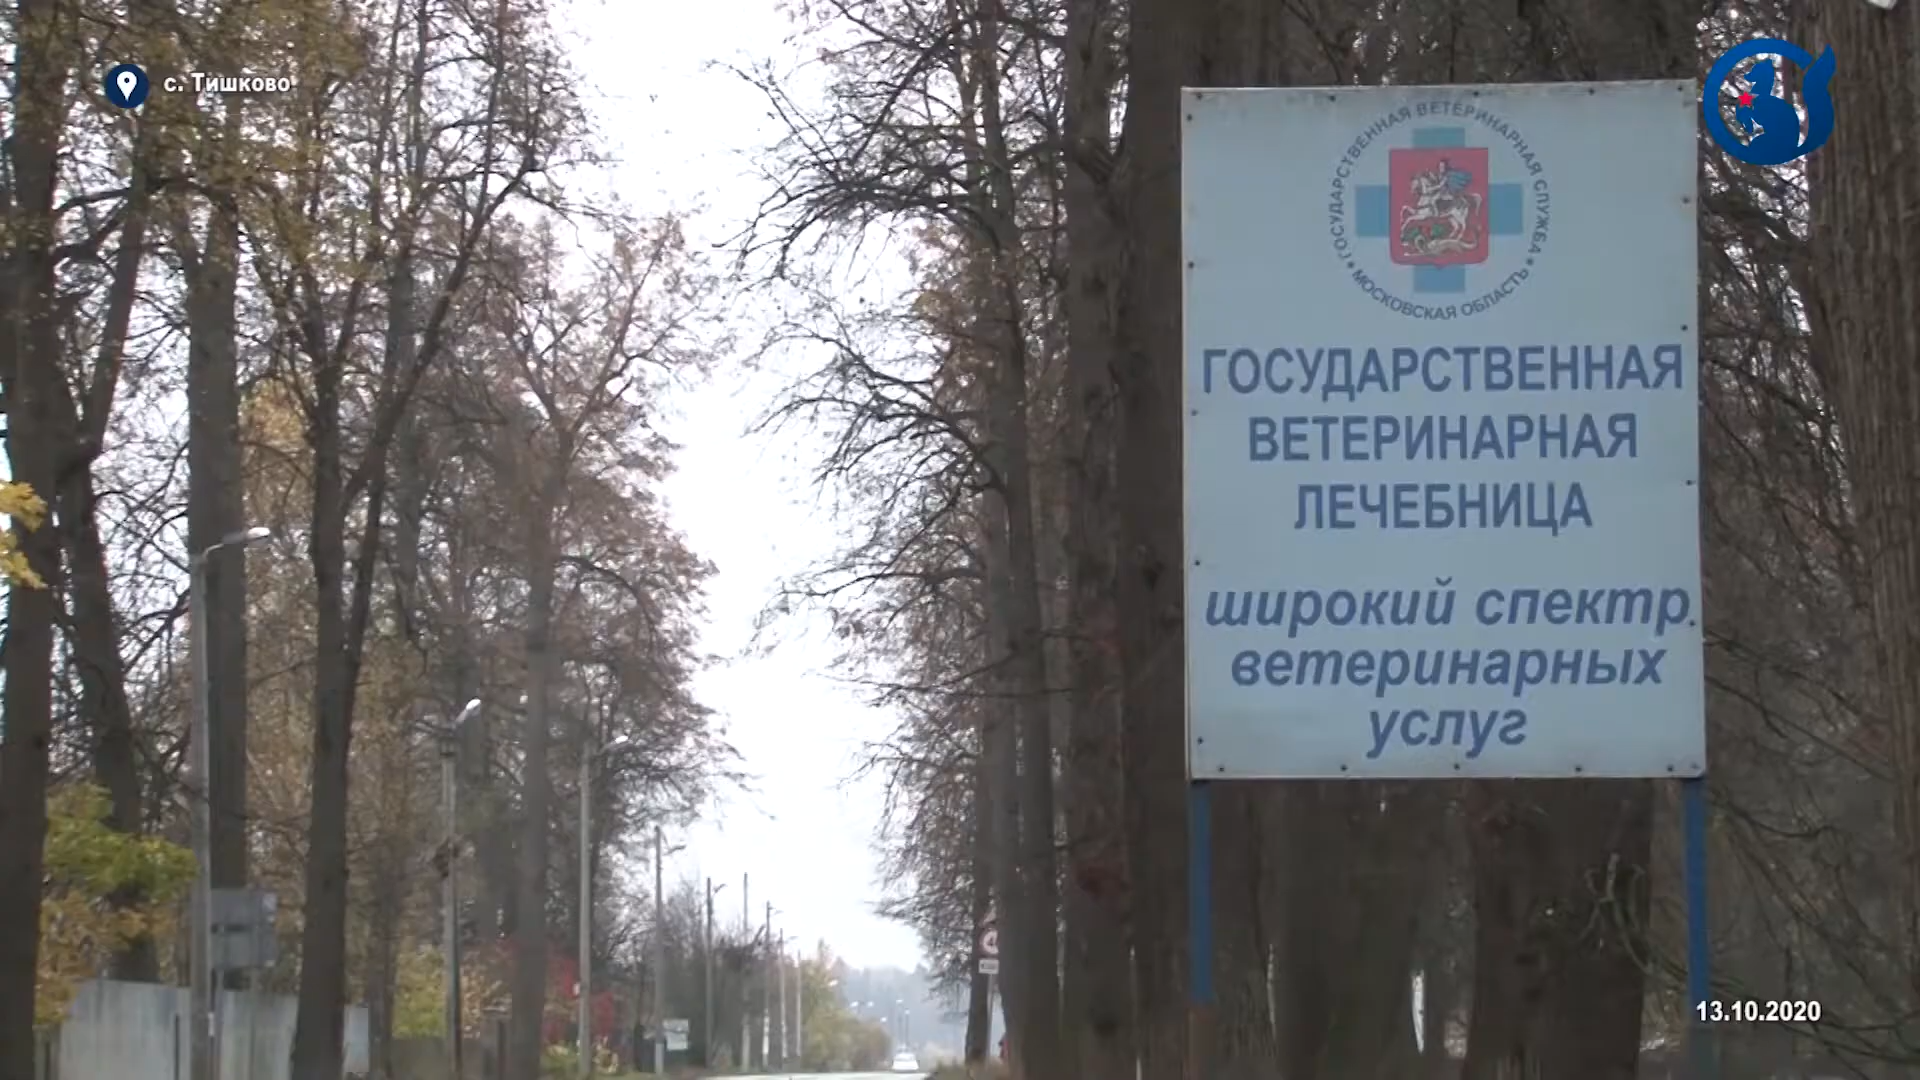 с. Тишково
ГОСУДАРСТВЕННАЯ ВЕТЕРИНАРНАЯ СЛУЖБА
МОСКОВСКАЯ ОБЛАСТЬ
ГОСУДАРСТВЕННАЯ
ВЕТЕРИНАРНАЯ
ЛЕЧЕБНИЦА
широкий спектр
ветеринарных
услуг
13.10.2020